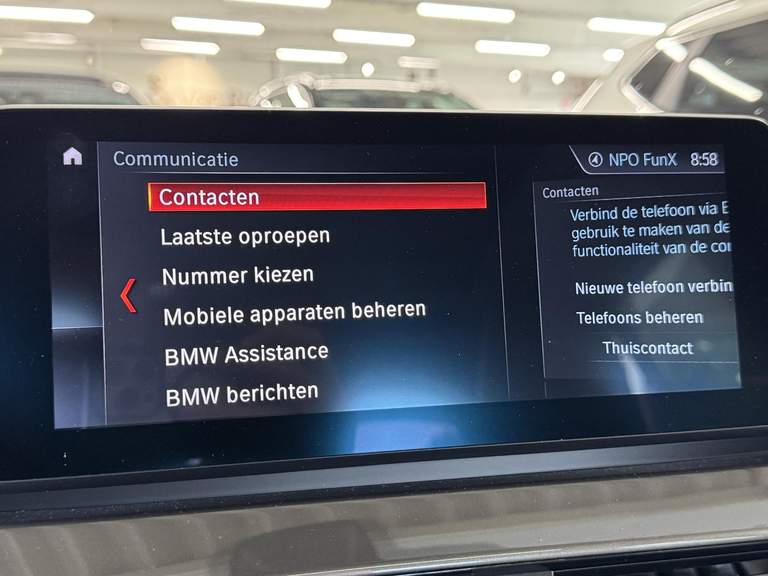 Communicatie
NPO FunX 8:58
Contacten
Laatste oproepen
Nummer kiezen
Mobiele apparaten beheren
BMW Assistance
BMW berichten
Contacten
Verbind de telefoon via
gebruik te maken van de
functionaliteit van de
Nieuwe telefoon
Telefoons beheren
Thuiscontact